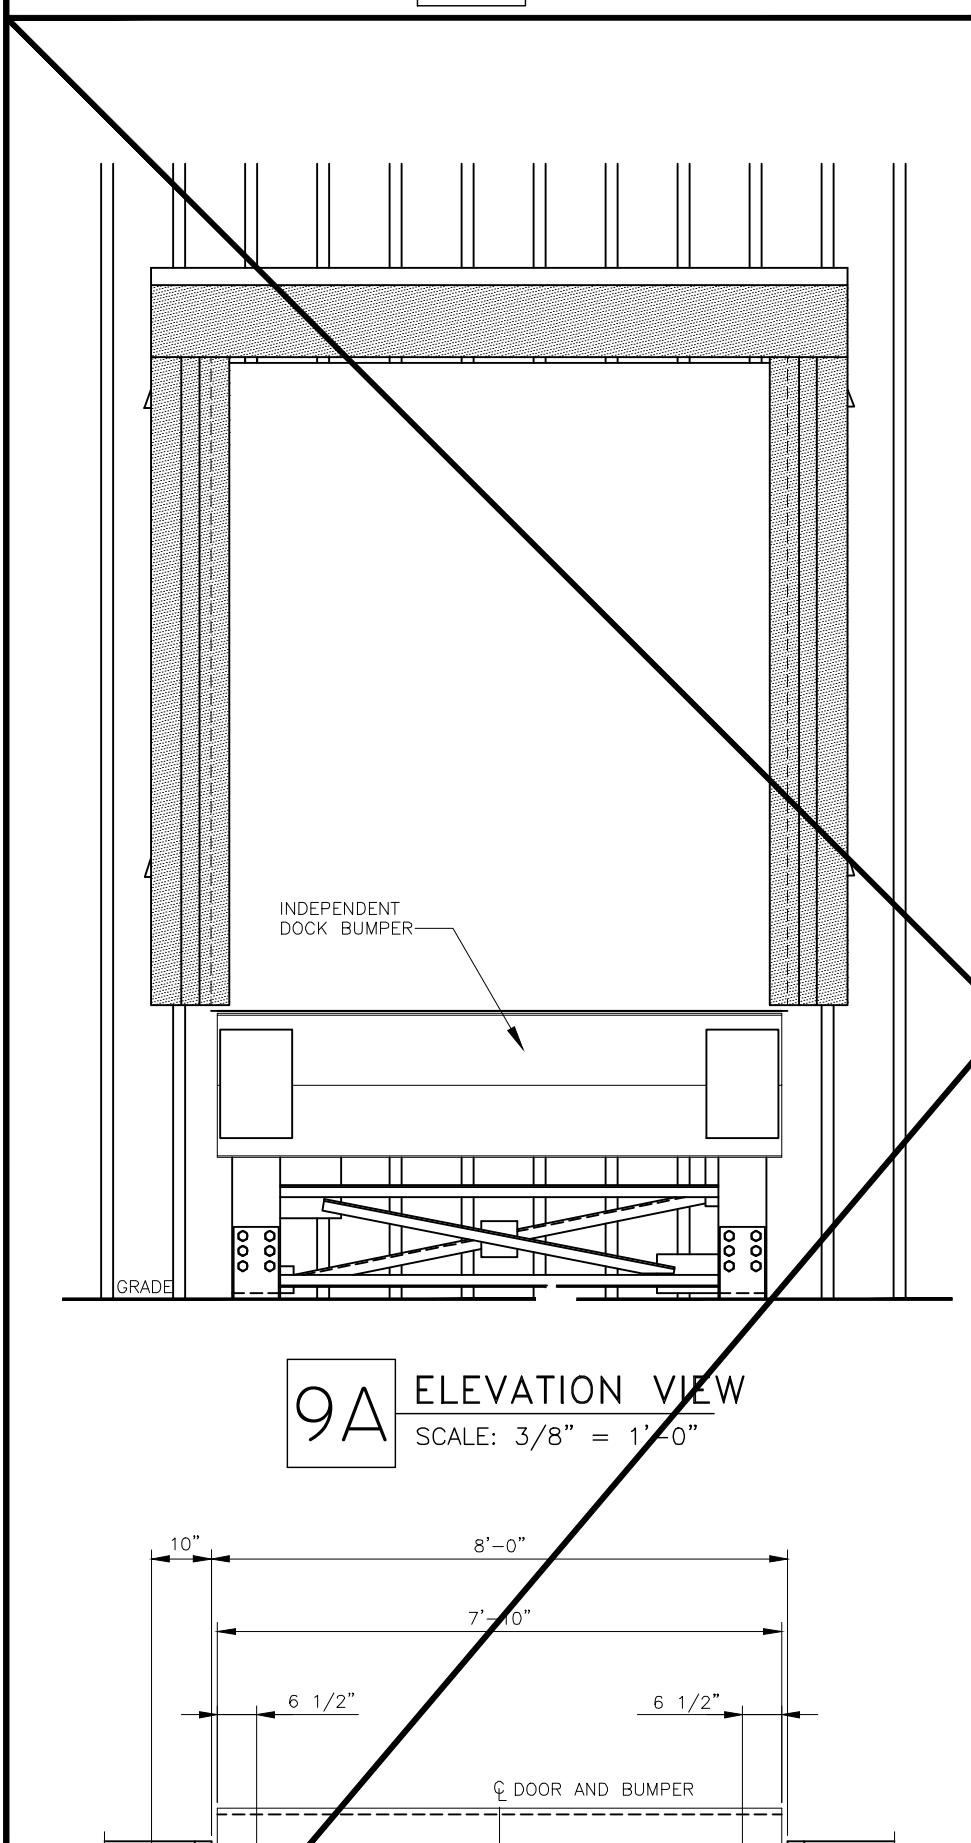 INDEPENDENT
DOCK BUMPER
GRADE
9A
ELEVATION VIEW
SCALE: 3/8" = 1'-0"
10"
8'-0"
7'-10"
6 1/2"
6 1/2"
℄ DOOR AND BUMPER